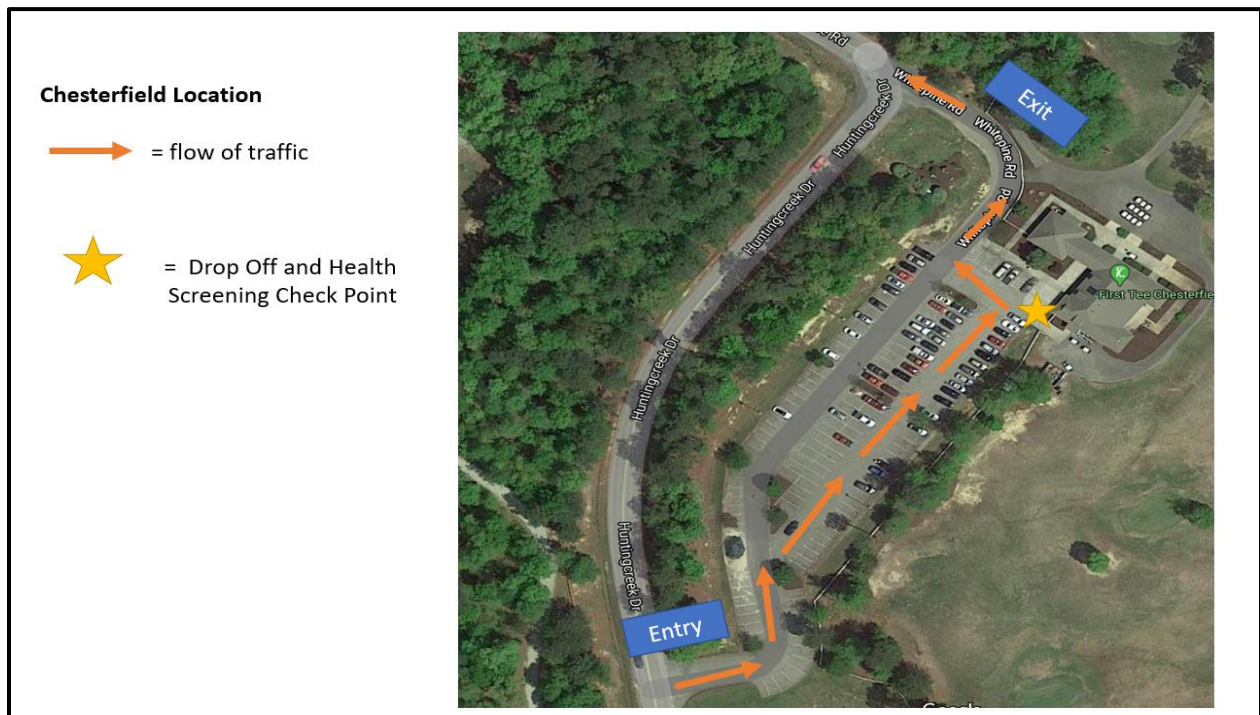 Chesterfield Location
= flow of traffic
= Drop Off and Health
Screening Check Point
Whitepine Rd
Exit
Huntingcreek Dr
Whitepine Rd
Huntingcreek Dr
Huntingcreek Dr
First Tee Chesterfie
Huntingcreek Dr
Entry
Google